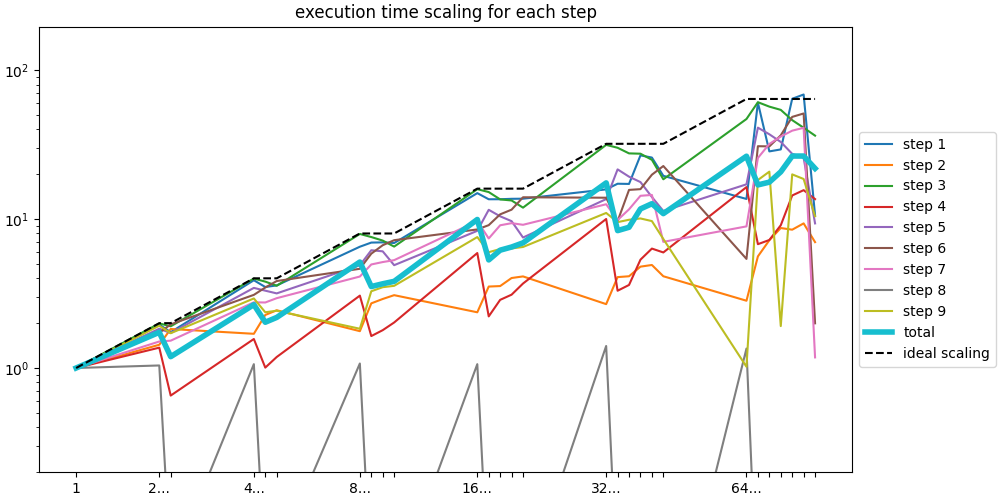 execution time scaling for each step
10²
10¹
10⁰
1
2...
4...
8...
16...
32...
64...
step 1
step 2
step 3
step 4
step 5
step 6
step 7
step 8
step 9
total
ideal scaling